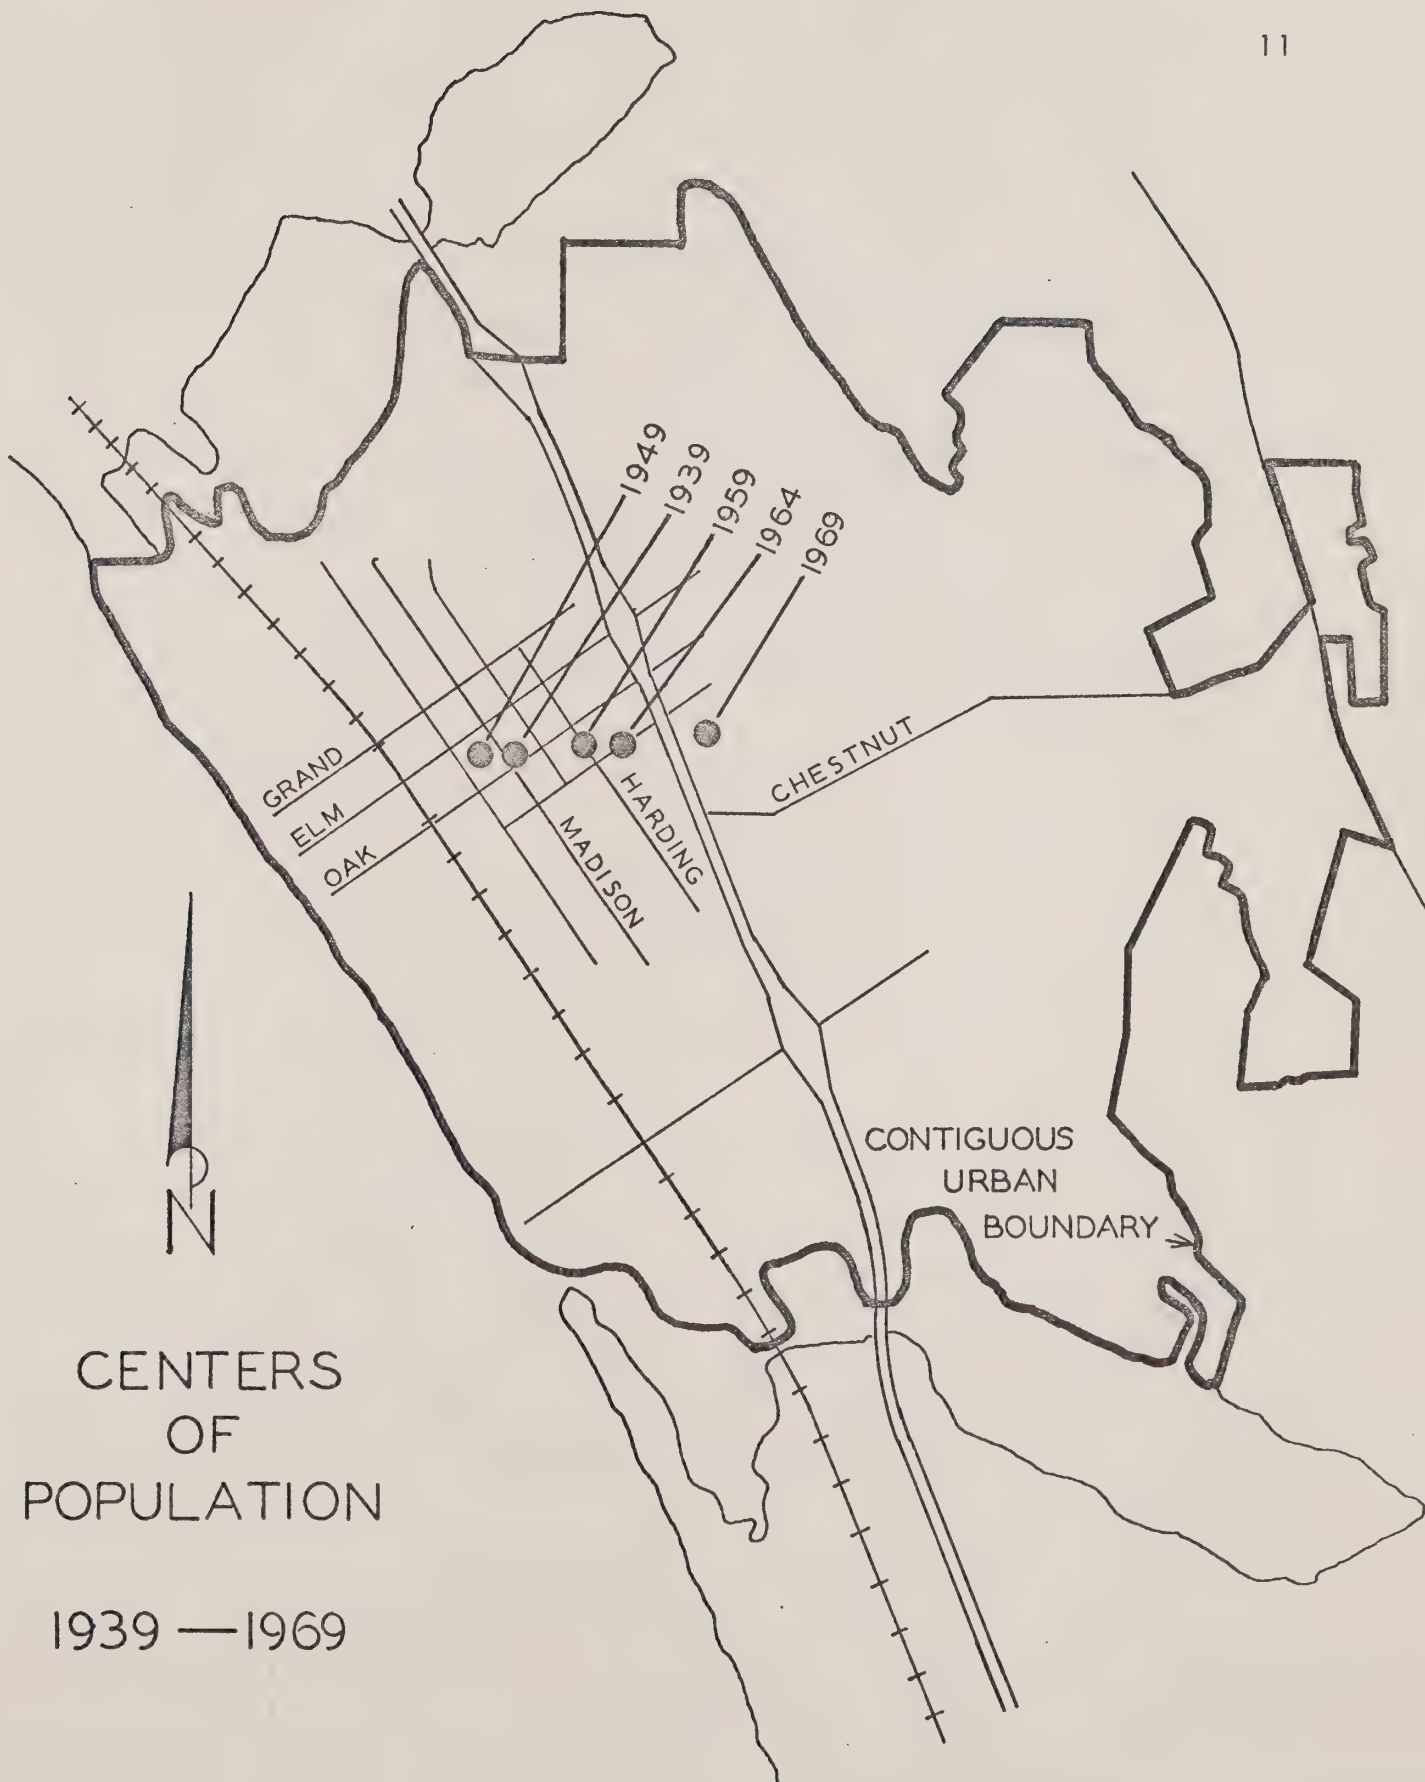 11
1949
1939
1959
1964
1969
GRAND
ELM
OAK
MADISON
HARDING
CHESTNUT
CONTIGUOUS
URBAN
BOUNDARY
N
CENTERS
OF
POPULATION
1939 — 1969